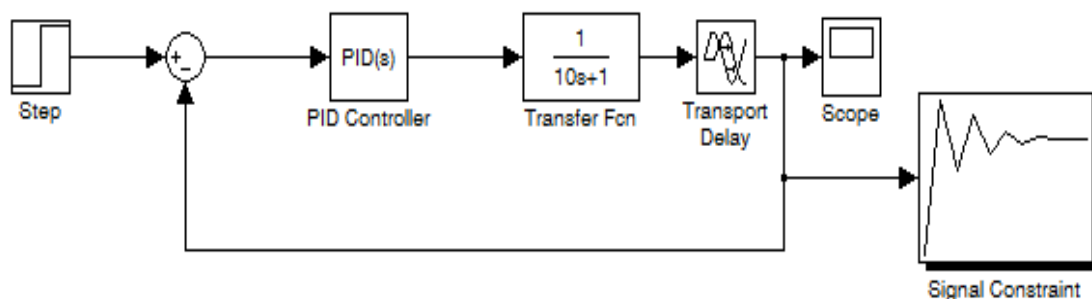 +
−
PID(s)
1
10s+1
Step
PID Controller
Transfer Fcn
Transport
Delay
Scope
Signal Constraint